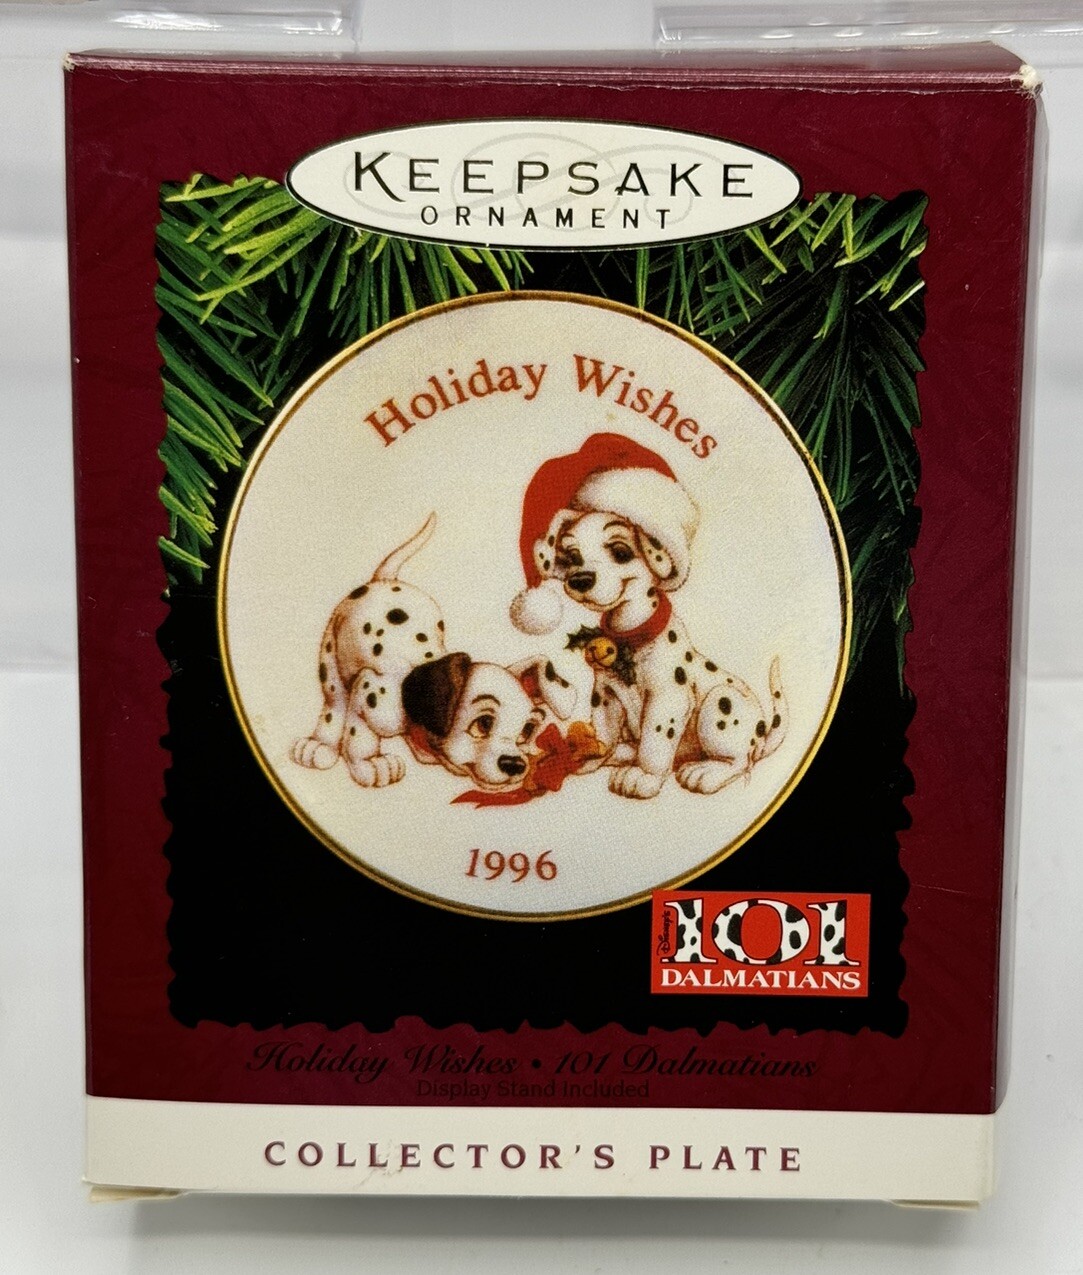 KEEPSAKE
ORNAMENT
Holiday Wishes
1996
Disney's
101
DALMATIANS
Holiday Wishes • 101 Dalmatians
Display Stand Included
COLLECTOR'S PLATE